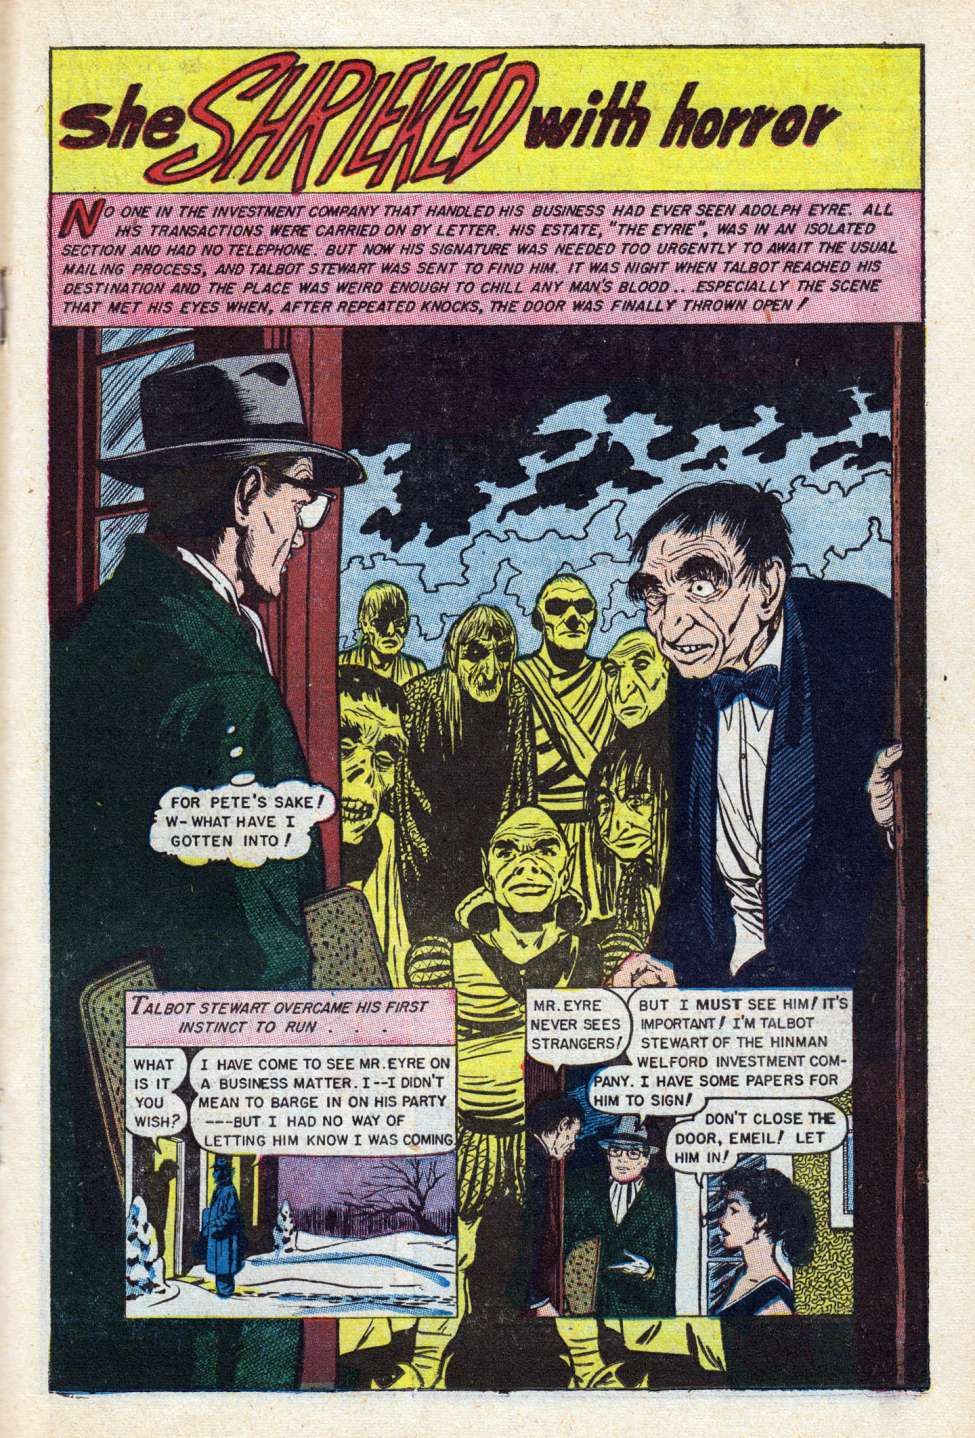 she SHRIEKED with horror
NO ONE IN THE INVESTMENT COMPANY THAT HANDLED HIS BUSINESS HAD EVER SEEN ADOLPH EYRE. ALL
HIS TRANSACTIONS WERE CARRIED ON BY LETTER. HIS ESTATE, "THE EYRIE", WAS IN AN ISOLATED
SECTION AND HAD NO TELEPHONE. BUT NOW HIS SIGNATURE WAS NEEDED TOO URGENTLY TO AWAIT THE USUAL
MAILING PROCESS, AND TALBOT STEWART WAS SENT TO FIND HIM. IT WAS NIGHT WHEN TALBOT REACHED HIS
DESTINATION AND THE PLACE WAS WEIRD ENOUGH TO CHILL ANY MAN'S BLOOD...ESPECIALLY THE SCENE
THAT MET HIS EYES WHEN, AFTER REPEATED KNOCKS, THE DOOR WAS FINALLY THROWN OPEN!
FOR PETE'S SAKE!
W-WHAT HAVE I
GOTTEN INTO!
TALBOT STEWART OVERCAME HIS FIRST
INSTINCT TO RUN . . .
WHAT
IS IT
YOU
WISH?
I HAVE COME TO SEE MR. EYRE ON
A BUSINESS MATTER. I--I DIDN'T
MEAN TO BARGE IN ON HIS PARTY
---BUT I HAD NO WAY OF
LETTING HIM KNOW I WAS COMING
MR. EYRE
NEVER SEES
STRANGERS!
BUT I MUST SEE HIM! IT'S
IMPORTANT! I'M TALBOT
STEWART OF THE HINMAN
WELFORD INVESTMENT COM-
PANY. I HAVE SOME PAPERS FOR
HIM TO SIGN!
DON'T CLOSE THE
DOOR, EMEIL! LET
HIM IN!